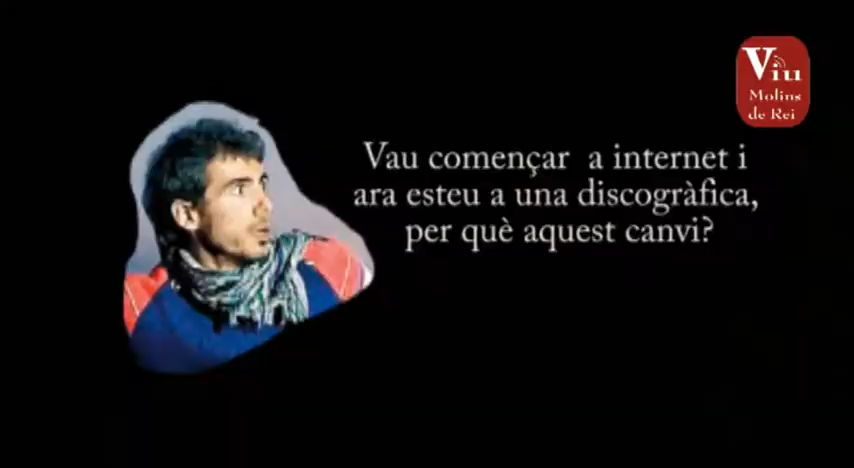 Viu
Molins
de Rei
Vau començar a internet i
ara esteu a una discogràfica,
per què aquest canvi?